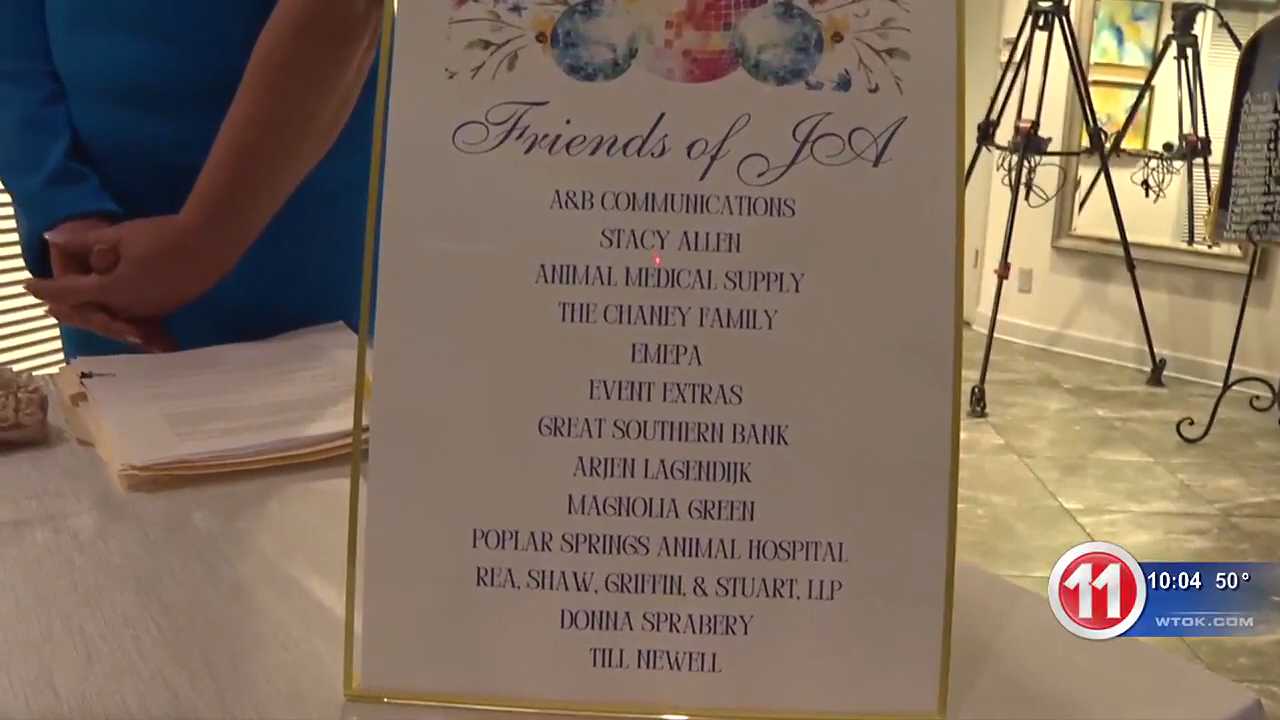 Friends of JA
A&B COMMUNICATIONS
STACY ALLEN
ANIMAL MEDICAL SUPPLY
THE CHANEY FAMILY
EMEPA
EVENT EXTRAS
GREAT SOUTHERN BANK
ARJEN LAGENDIJK
MAGNOLIA GREEN
POPLAR SPRINGS ANIMAL HOSPITAL
REA, SHAW, GRIFFIN, & STUART, LLP
DONNA SPRABERY
TILL NEWELL
11
10:04 50°
WTOK.COM